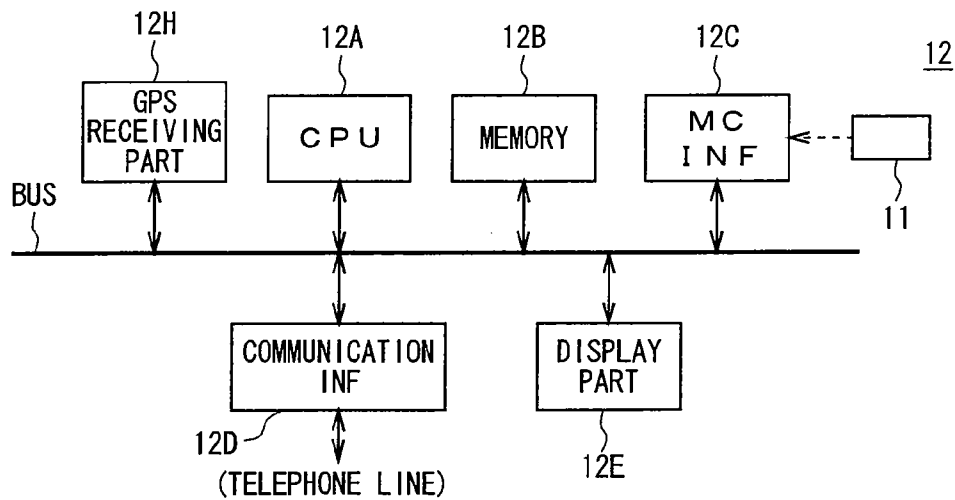 12H
12A
12B
12C
12
GPS
RECEIVING
PART
CPU
MEMORY
MC
INF
11
BUS
COMMUNICATION
INF
DISPLAY
PART
12D
12E
(TELEPHONE LINE)